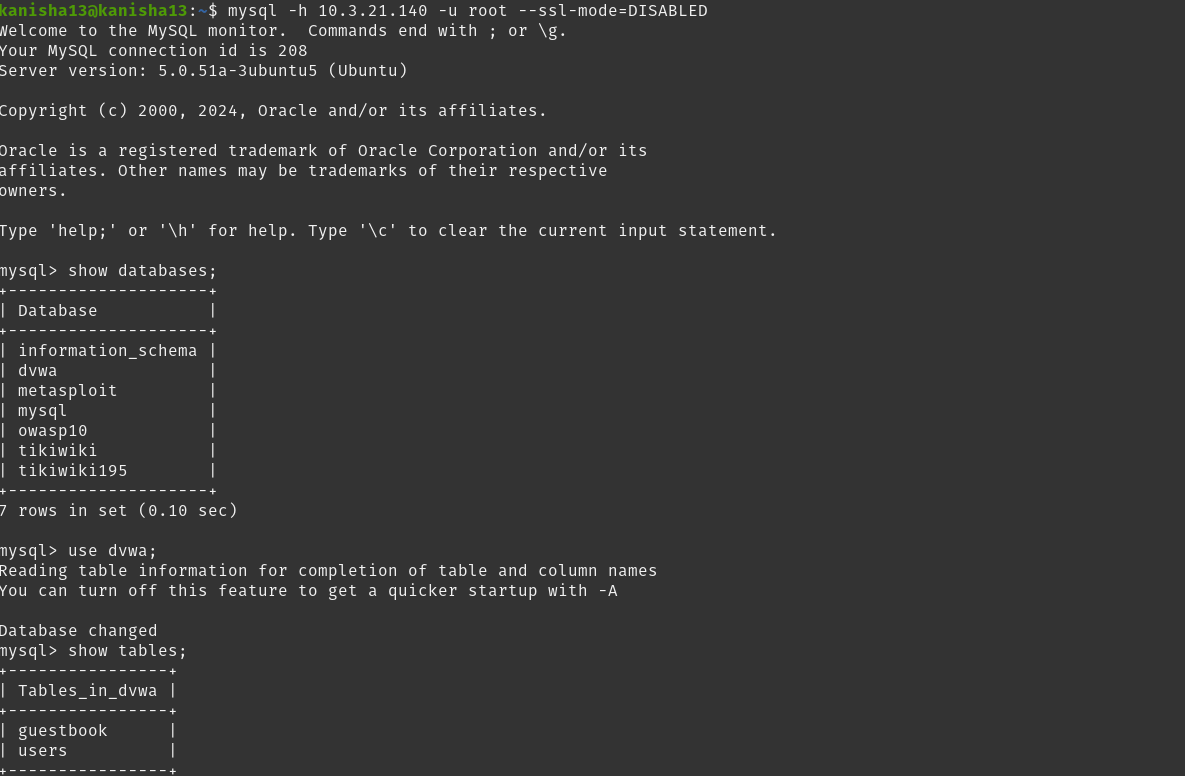 kanisha13@kanisha13:~$ mysql -h 10.3.21.140 -u root --ssl-mode=DISABLED
Welcome to the MySQL monitor.  Commands end with ; or \g.
Your MySQL connection id is 208
Server version: 5.0.51a-3ubuntu5 (Ubuntu)

Copyright (c) 2000, 2024, Oracle and/or its affiliates.

Oracle is a registered trademark of Oracle Corporation and/or its
affiliates. Other names may be trademarks of their respective
owners.

Type 'help;' or '\h' for help. Type '\c' to clear the current input statement.

mysql> show databases;
+--------------------+
| Database           |
+--------------------+
| information_schema |
| dvwa               |
| metasploit         |
| mysql              |
| owasp10            |
| tikiwiki           |
| tikiwiki195        |
+--------------------+
7 rows in set (0.10 sec)

mysql> use dvwa;
Reading table information for completion of table and column names
You can turn off this feature to get a quicker startup with -A

Database changed
mysql> show tables;
+----------------+
| Tables_in_dvwa |
+----------------+
| guestbook      |
| users          |
+----------------+